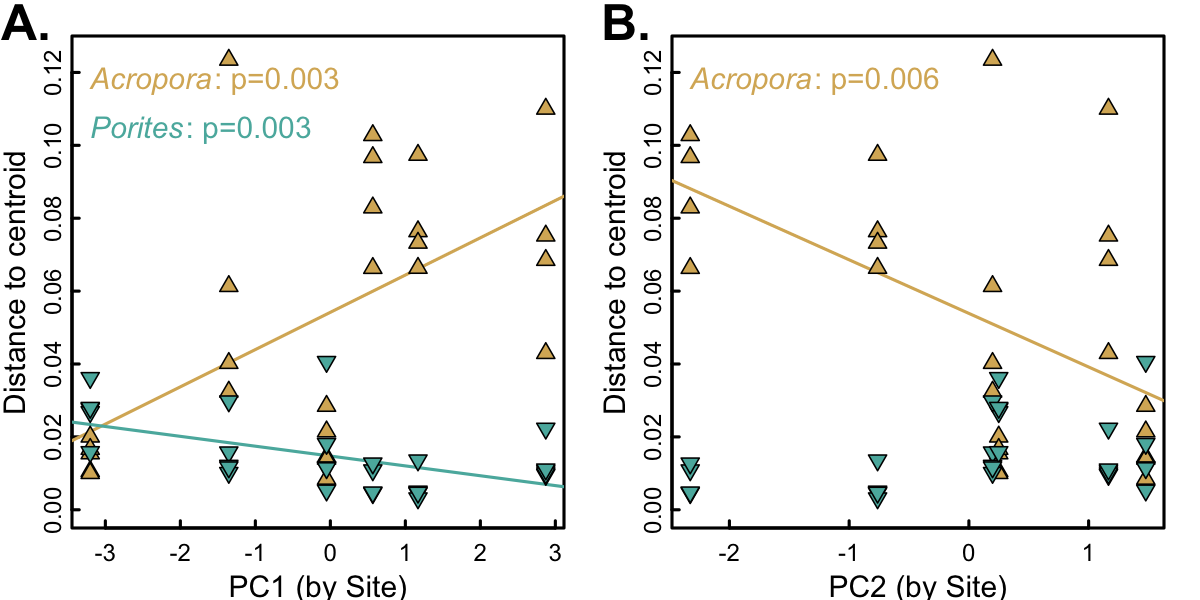 A.
Acropora: p=0.003
Porites: p=0.003
Distance to centroid
0.00 0.02 0.04 0.06 0.08 0.10 0.12
-3 -2 -1 0 1 2 3
PC1 (by Site)
B.
Acropora: p=0.006
Distance to centroid
0.00 0.02 0.04 0.06 0.08 0.10 0.12
-2 -1 0 1
PC2 (by Site)